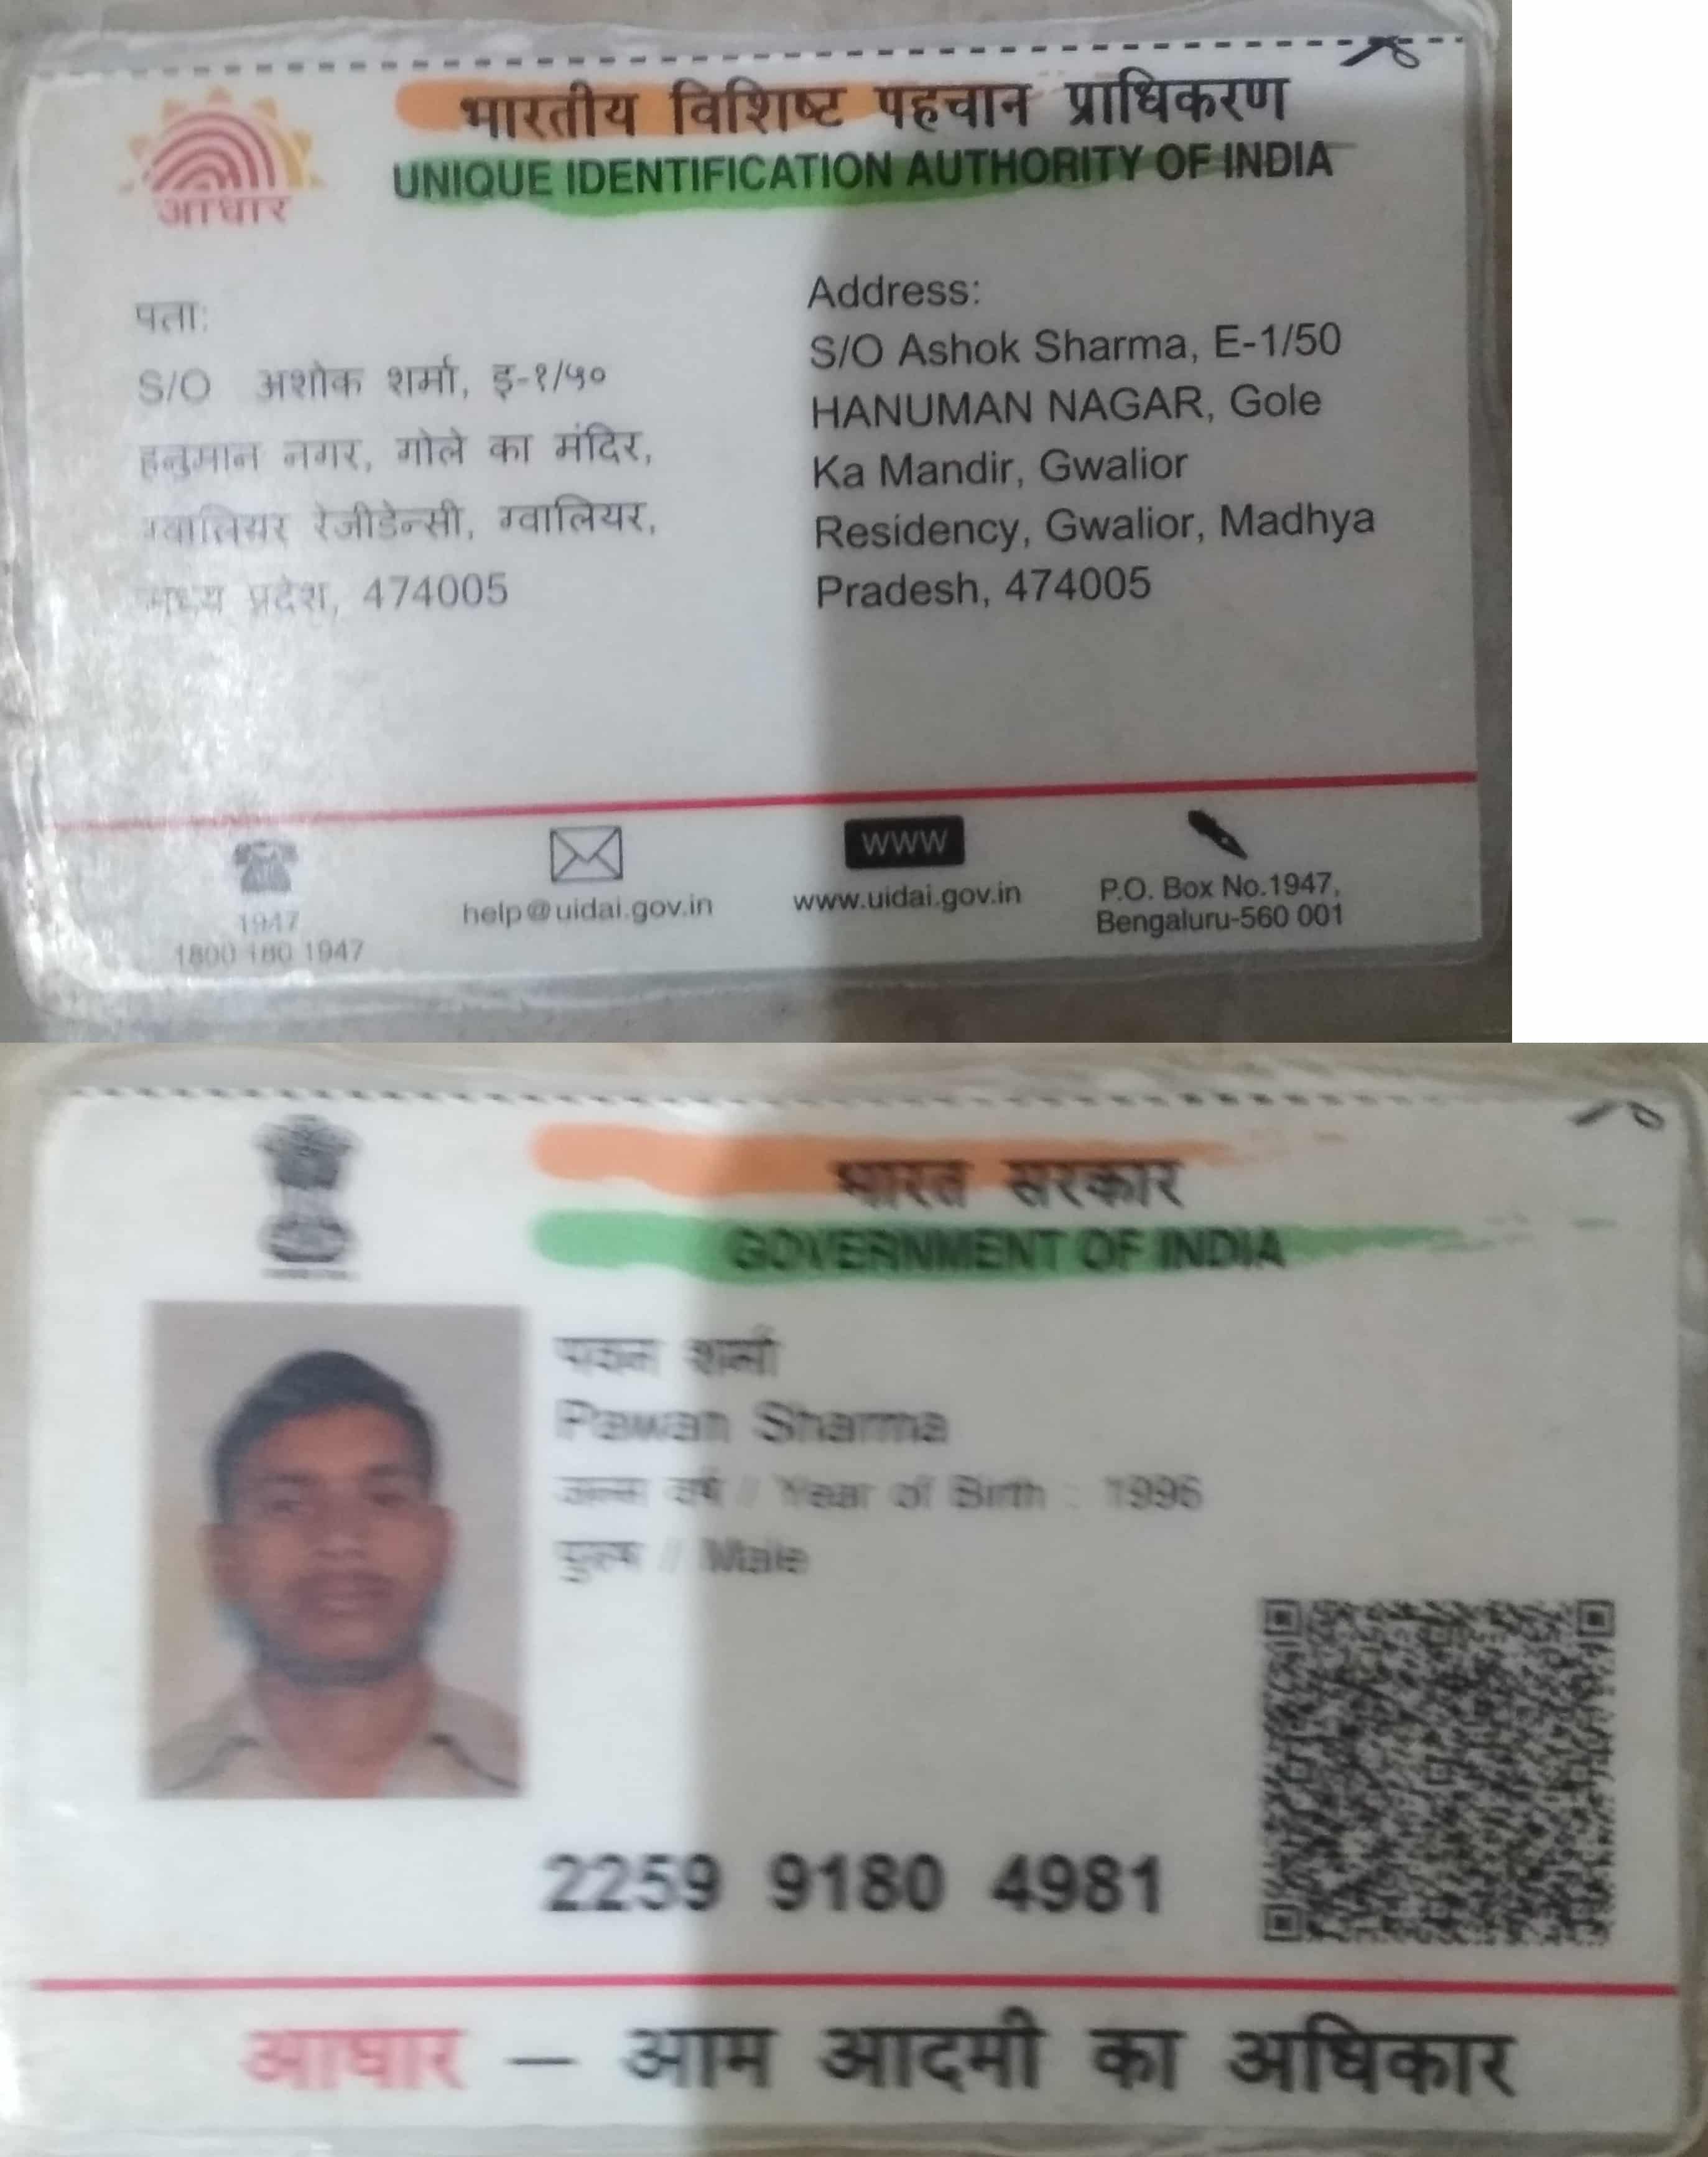 भारतीय विशिष्ट पहचान प्राधिकरण
UNIQUE IDENTIFICATION AUTHORITY OF INDIA
आधार
पता:
S/O अशोक शर्मा, इ-१/५०
हनुमान नगर, गोले का मंदिर,
ग्वालियर रेजीडेन्सी, ग्वालियर,
मध्य प्रदेश, 474005
Address:
S/O Ashok Sharma, E-1/50
HANUMAN NAGAR, Gole
Ka Mandir, Gwalior
Residency, Gwalior, Madhya
Pradesh, 474005
1947
1800 180 1947
help@uidai.gov.in
WWW
www.uidai.gov.in
P.O. Box No.1947,
Bengaluru-560 001
भारत सरकार
GOVERNMENT OF INDIA
पवन शर्मा
Pawan Sharma
जन्म वर्ष / Year of Birth : 1996
पुरुष / Male
2259 9180 4981
आधार – आम आदमी का अधिकार